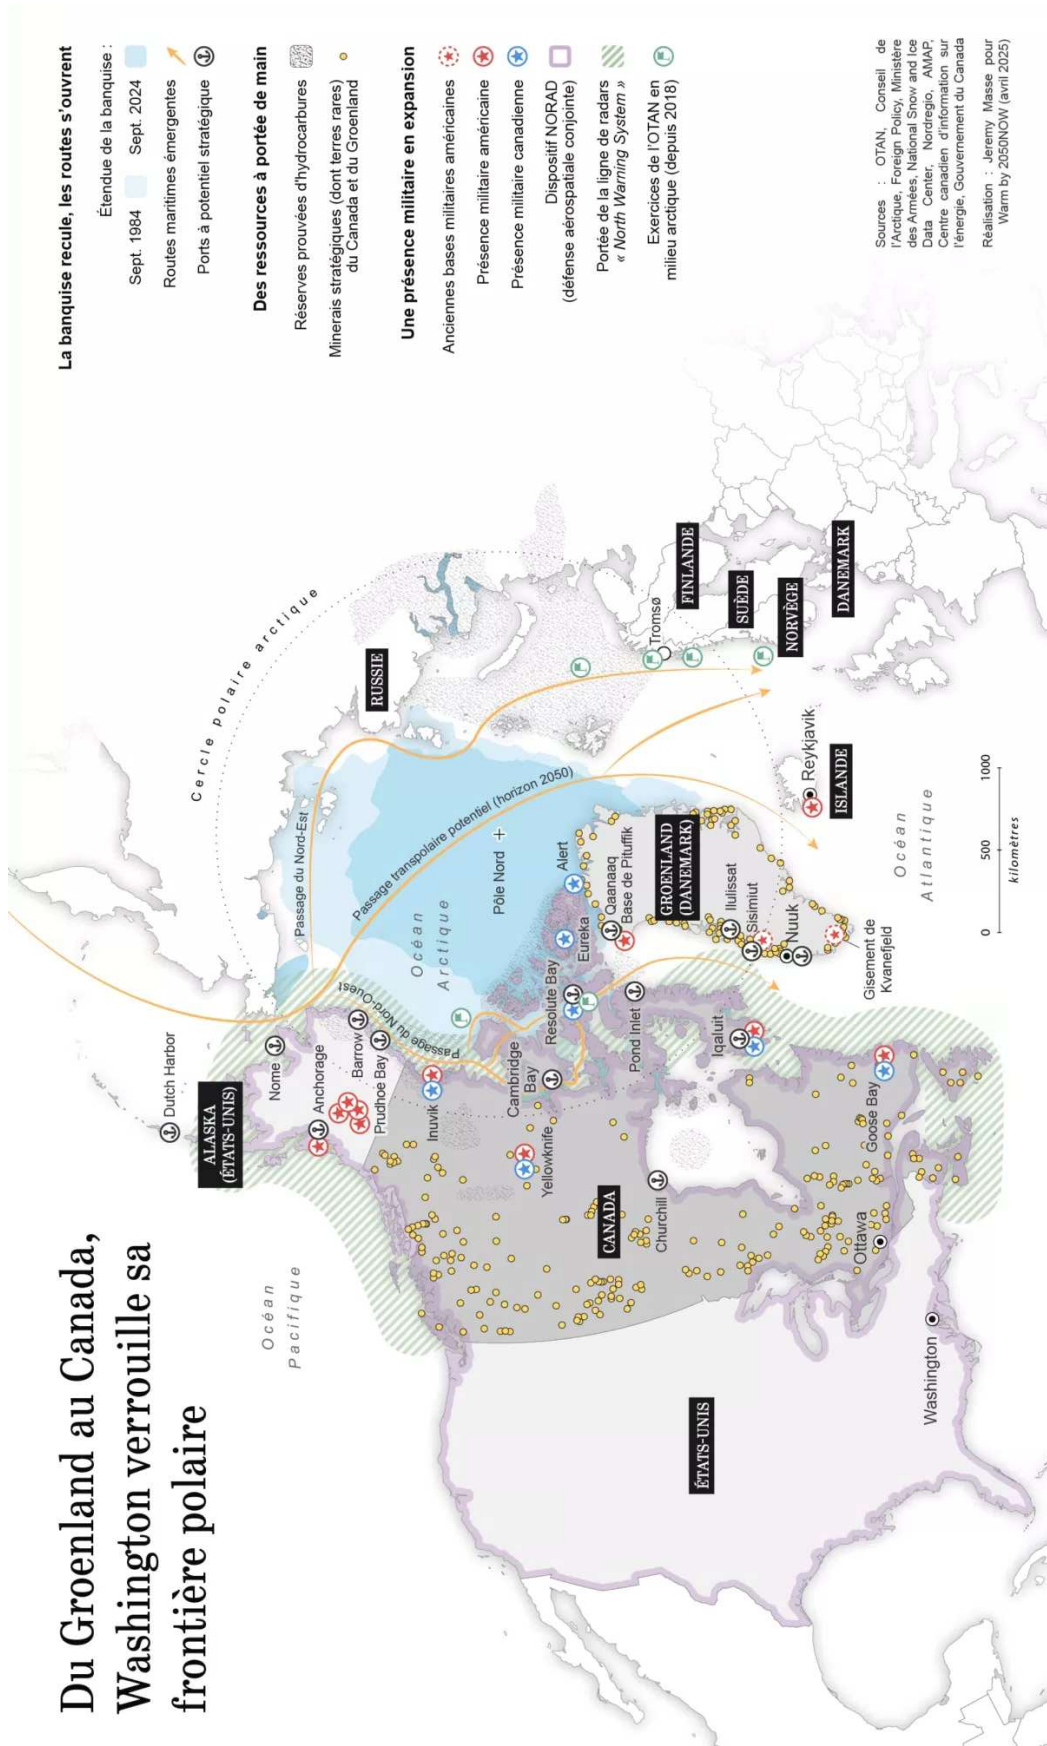 Du Groenland au Canada,
Washington verrouille sa
frontière polaire
La banquise recule, les routes s'ouvrent
Étendue de la banquise :
Sept. 1984
Sept. 2024
Routes maritimes émergentes
Ports à potentiel stratégique
Des ressources à portée de main
Réserves prouvées d'hydrocarbures
Minerais stratégiques (dont terres rares)
du Canada et du Groenland
Une présence militaire en expansion
Anciennes bases militaires américaines
Présence militaire américaine
Présence militaire canadienne
Dispositif NORAD
(défense aérospatiale conjointe)
Portée de la ligne de radars
« North Warning System »
Exercices de l'OTAN en
milieu arctique (depuis 2018)
Sources : OTAN, Conseil de
l'Arctique, Foreign Policy, Ministère
des Armées, National Snow and Ice
Data Center, Nordregio, AMAP,
Centre canadien d'information sur
l'énergie, Gouvernement du Canada
Réalisation : Jeremy Masse pour
Warm by 2050NOW (avril 2025)
Dutch Harbor
ALASKA
(ÉTATS-UNIS)
Océan
Pacifique
Nome
Anchorage
Barrow
Prudhoe Bay
Cercle polaire arctique
RUSSIE
Passage du Nord-Est
Passage transpolaire potentiel (horizon 2050)
Passage du Nord-Ouest
Océan
Arctique
Pôle Nord
Inuvik
Cambridge
Bay
Resolute Bay
Eureka
Alert
Qaanaaq
Base de Pituffik
Yellowknife
Pond Inlet
CANADA
Churchill
Iqaluit
GROENLAND
(DANEMARK)
Ilulissat
Sisimiut
Nuuk
Gisement de
Kvanefjeld
Tromsø
FINLANDE
SUÈDE
NORVÈGE
DANEMARK
Reykjavik
ISLANDE
Océan
Atlantique
0
500
1000
kilomètres
Goose Bay
Ottawa
ÉTATS-UNIS
Washington